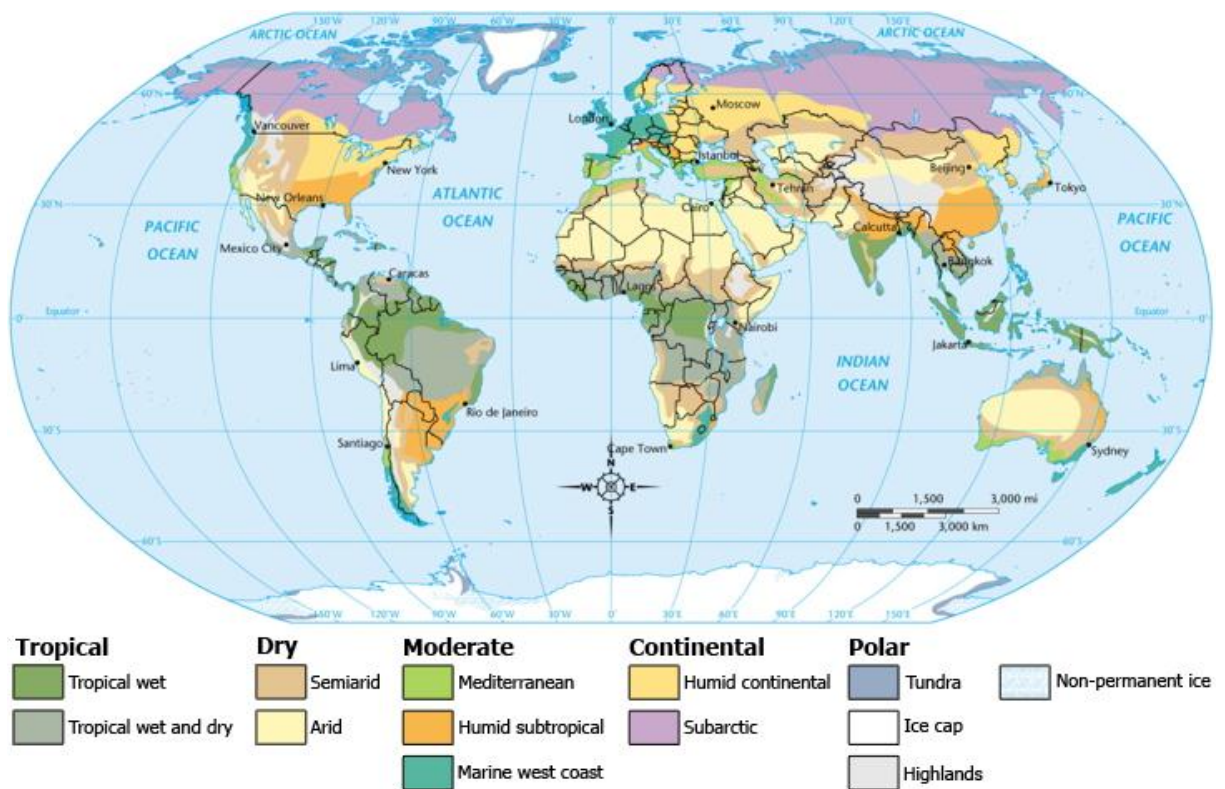 150°W 120°W 90°W 60°W 30°W 0° 30°E 60°E 90°E 120°E 150°E
ARCTIC OCEAN
ARCTIC OCEAN
60°N
60°N
Moscow
London
Vancouver
Istanbul
New York
Beijing
Tehran
Tokyo
ATLANTIC
OCEAN
New Orleans
30°N
30°N
Cairo
PACIFIC
OCEAN
PACIFIC
OCEAN
Calcutta
Mexico City
Bangkok
Caracas
Lagos
Equator
Equator
0°
0°
Nairobi
Jakarta
INDIAN
OCEAN
Lima
Rio de Janeiro
30°S
30°S
Santiago
Cape Town
Sydney
N
W E
S
0 1,500 3,000 mi
0 1,500 3,000 km
60°S
60°S
150°W 120°W 90°W 60°W 30°W 0° 30°E 60°E 90°E 120°E 150°E
Tropical
Tropical wet
Tropical wet and dry
Dry
Semiarid
Arid
Moderate
Mediterranean
Humid subtropical
Marine west coast
Continental
Humid continental
Subarctic
Polar
Tundra
Ice cap
Highlands
Non-permanent ice